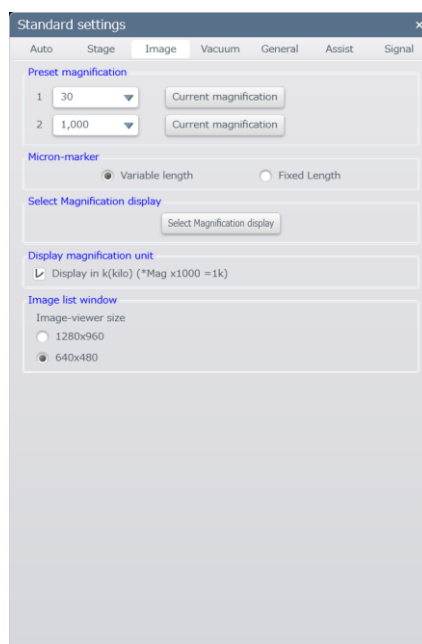 Standard settings ×
Auto Stage Image Vacuum General Assist Signal
Preset magnification
1 30 Current magnification
2 1,000 Current magnification
Micron-marker
Variable length Fixed Length
Select Magnification display
Select Magnification display
Display magnification unit
Display in k(kilo) (*Mag x1000 =1k)
Image list window
Image-viewer size
1280x960
640x480